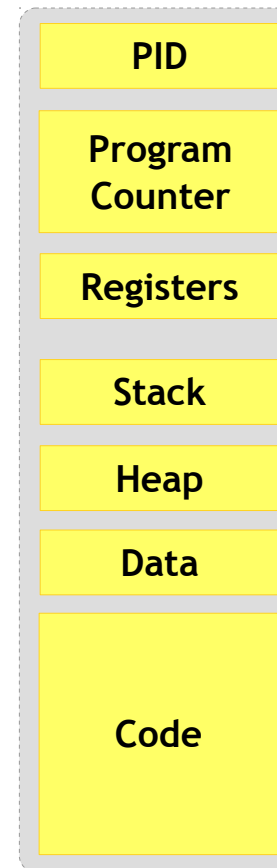 PID
Program
Counter
Registers
Stack
Heap
Data
Code